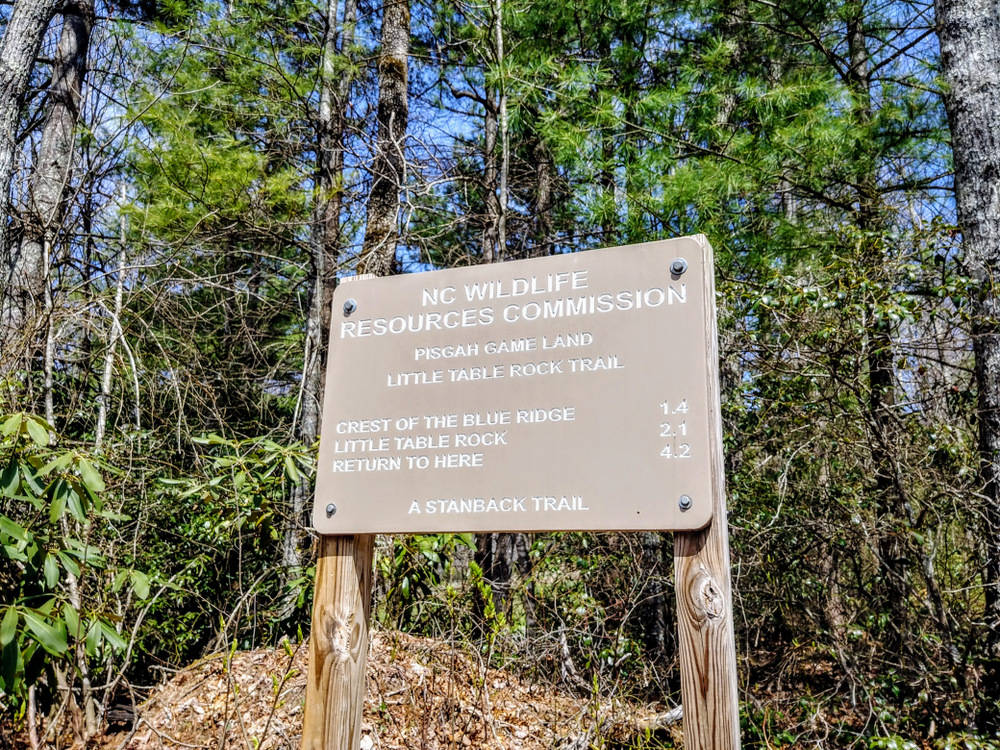 NC WILDLIFE
RESOURCES COMMISSION
PISGAH GAME LAND
LITTLE TABLE ROCK TRAIL
CREST OF THE BLUE RIDGE 1.4
LITTLE TABLE ROCK 2.1
RETURN TO HERE 4.2
A STANBACK TRAIL